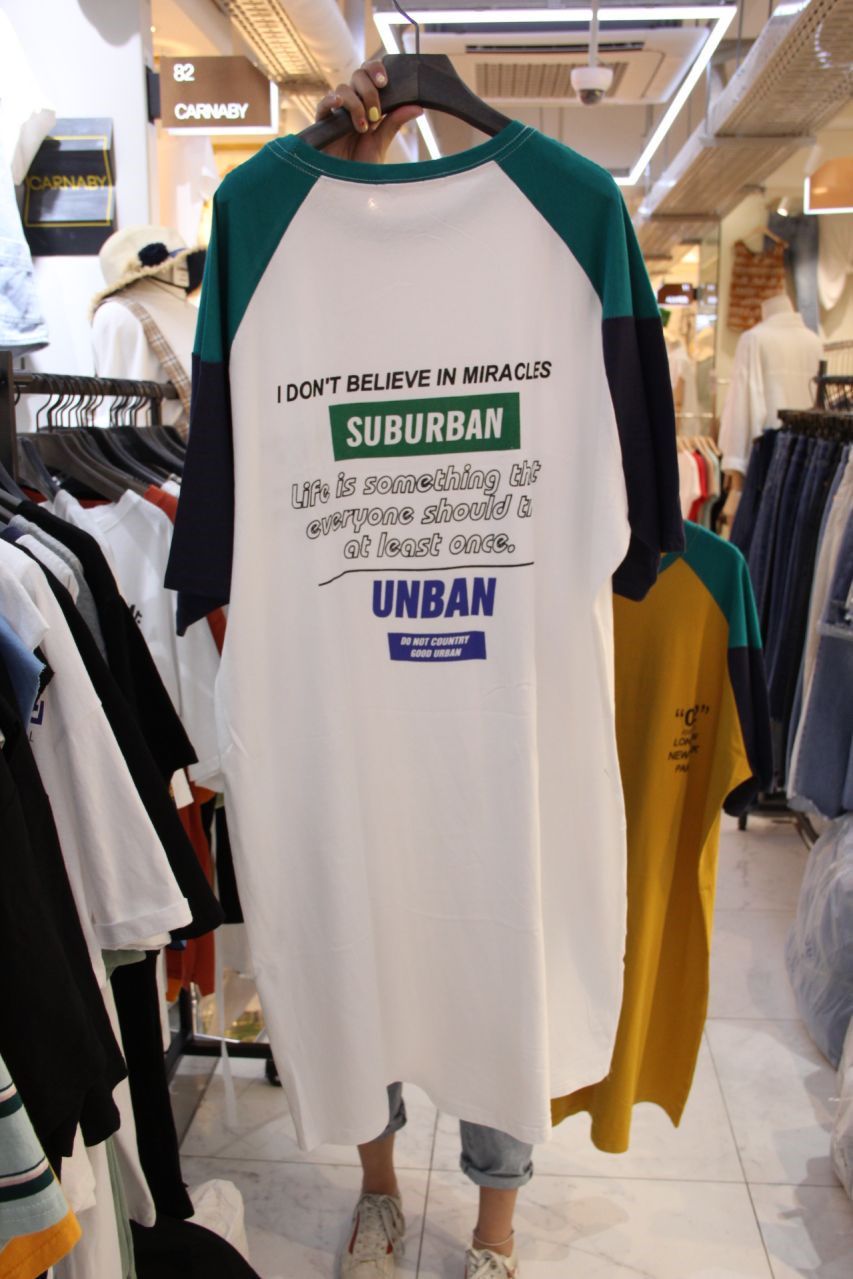 82
CARNABY
CARNABY
I DON'T BELIEVE IN MIRACLES
SUBURBAN
Life is something tht
everyone should
at least once.
UNBAN
DO NOT COUNTRY
GOOD URBAN